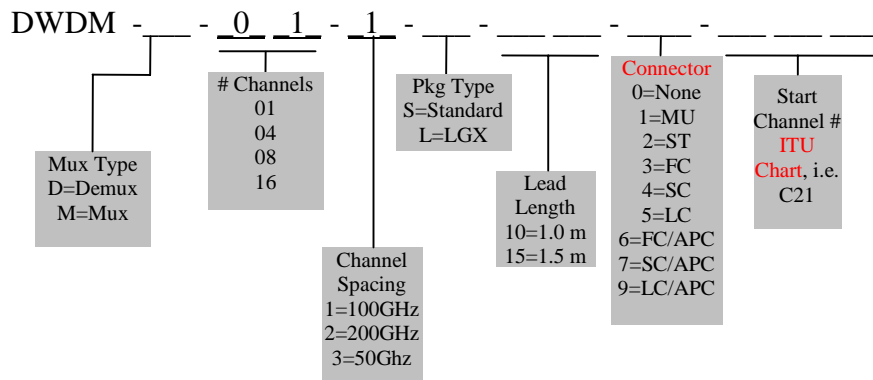 DWDM - ___ - 0 1 - 1 - ___ - ___ ___ - ___ - ___ ___ ___
Mux Type
D=Demux
M=Mux
# Channels
01
04
08
16
Channel
Spacing
1=100GHz
2=200GHz
3=50Ghz
Pkg Type
S=Standard
L=LGX
Lead
Length
10=1.0 m
15=1.5 m
Connector
0=None
1=MU
2=ST
3=FC
4=SC
5=LC
6=FC/APC
7=SC/APC
9=LC/APC
Start
Channel #
ITU
Chart, i.e.
C21